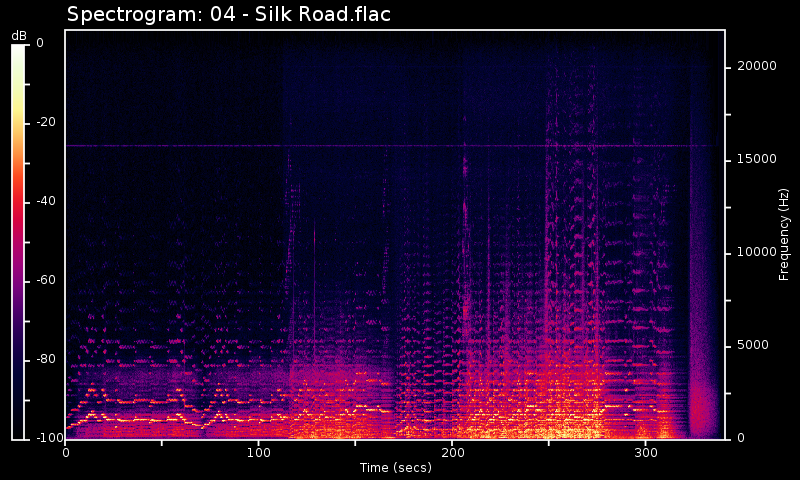 Spectrogram: 04 - Silk Road.flac
dB
0
-20
-40
-60
-80
-100
20000
15000
10000
5000
0
Frequency (Hz)
0 100 200 300
Time (secs)